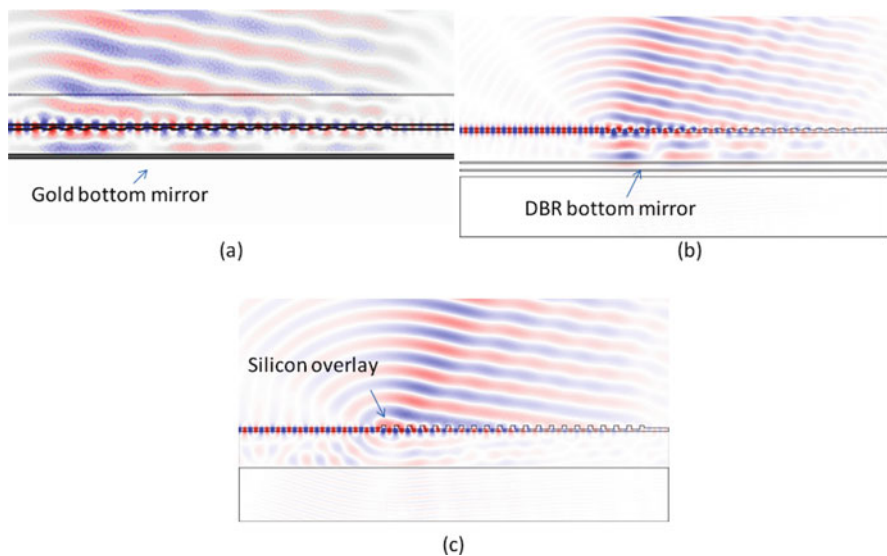 Gold bottom mirror
(a)
DBR bottom mirror
(b)
Silicon overlay
(c)